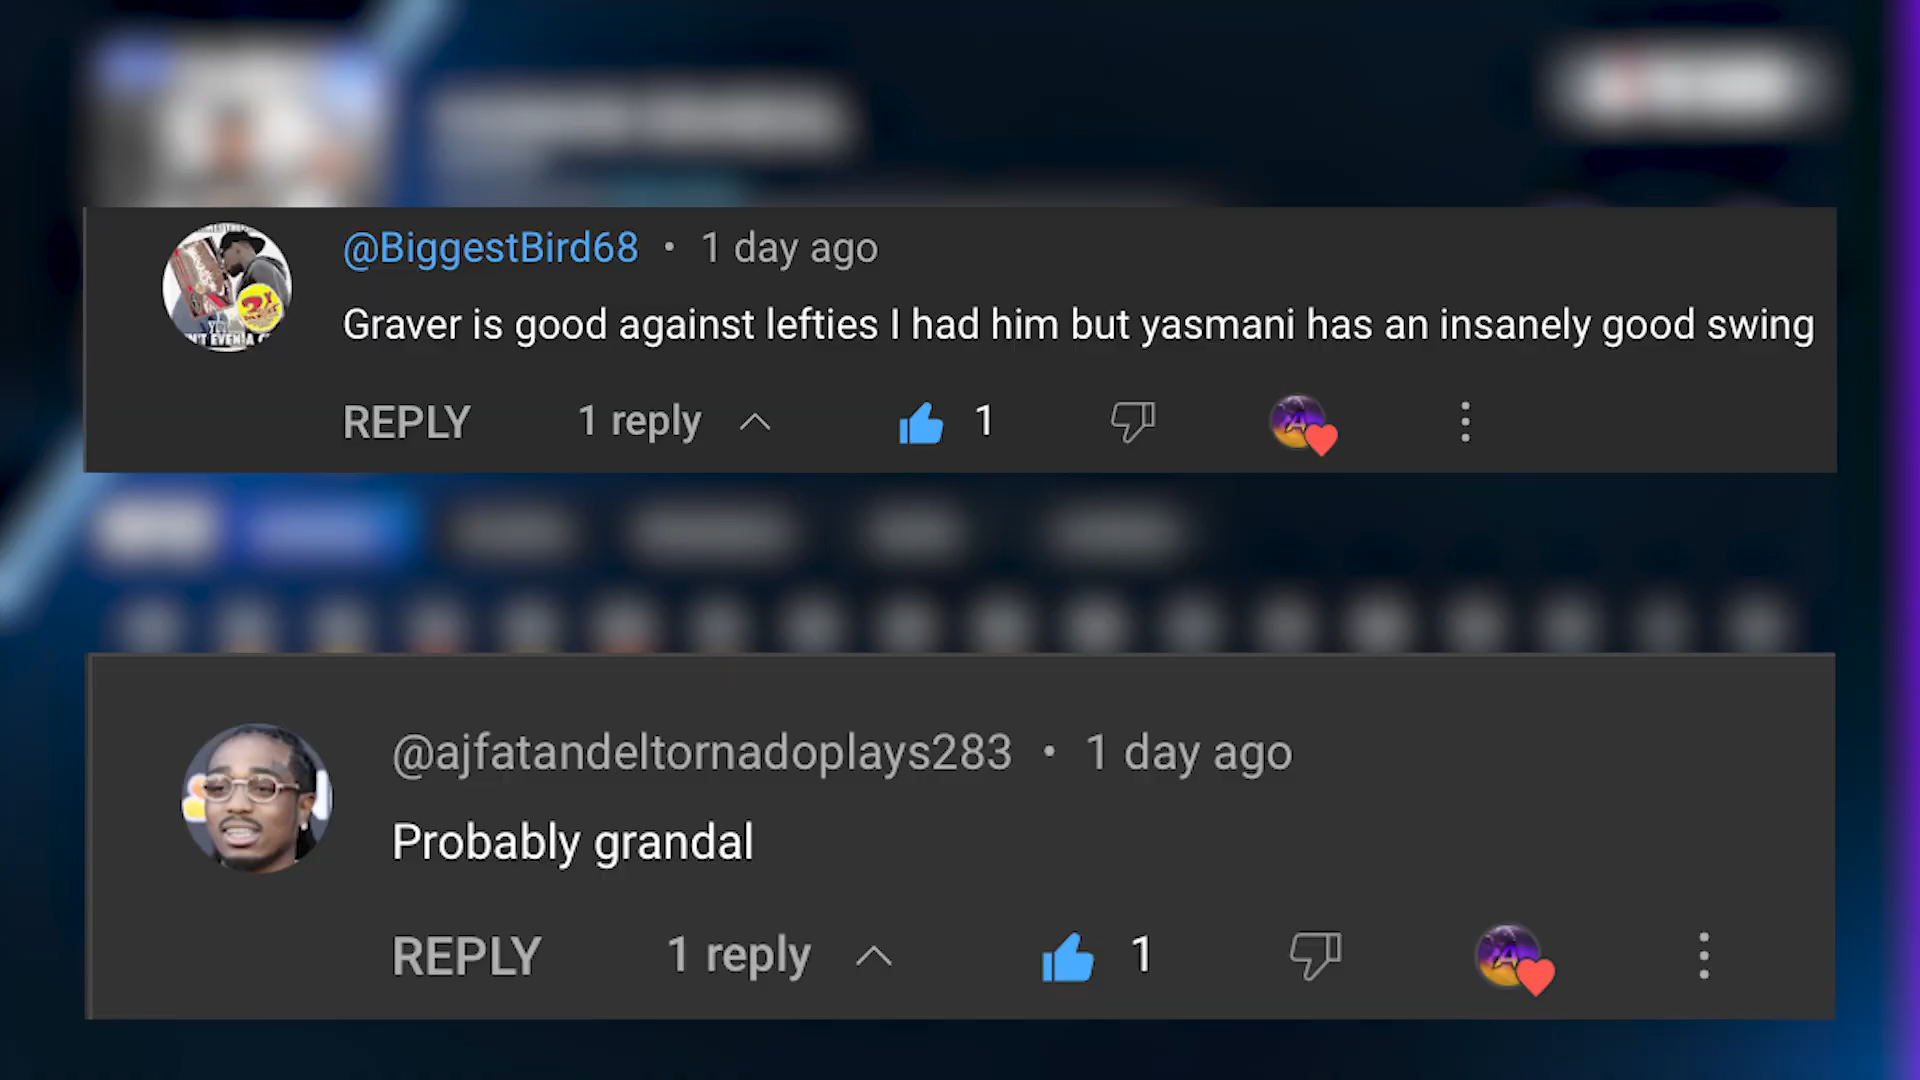 @BiggestBird68 • 1 day ago
Graver is good against lefties I had him but yasmani has an insanely good swing
REPLY 1 reply 1
@ajfatandeltornadoplays283 • 1 day ago
Probably grandal
REPLY 1 reply 1